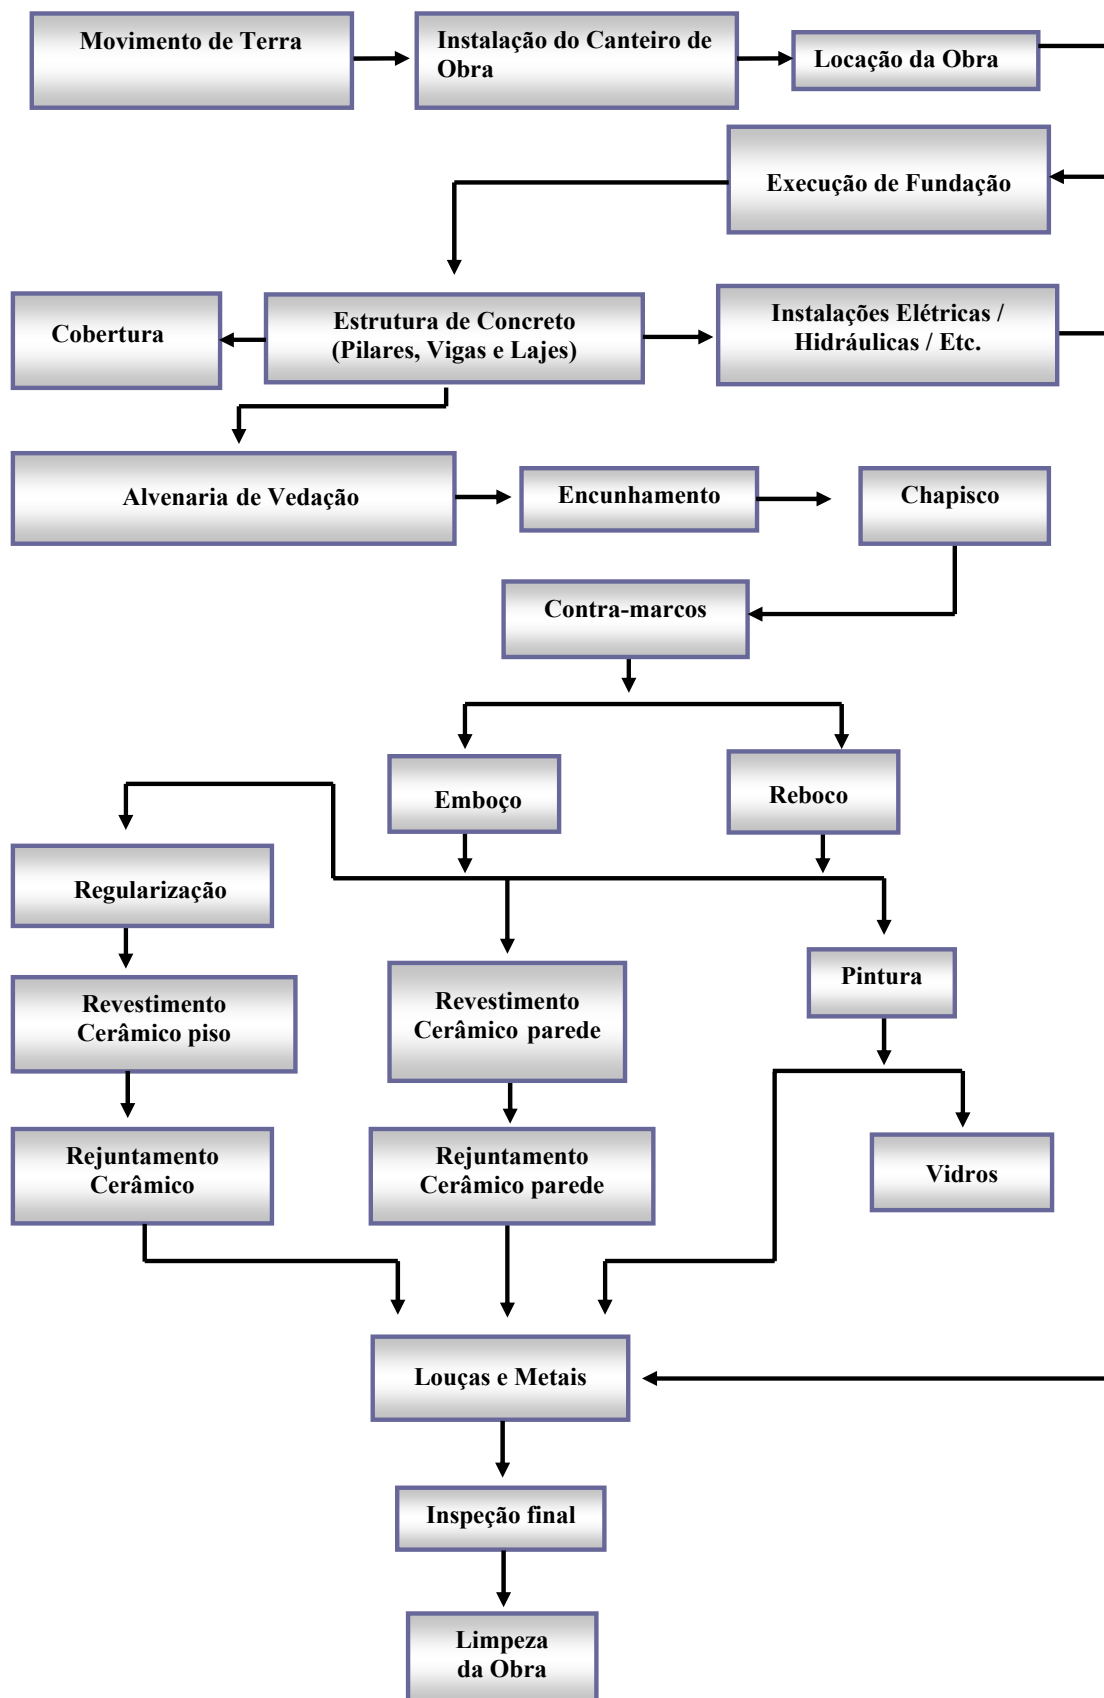 Movimento de Terra
Instalação do Canteiro de
Obra
Locação da Obra
Execução de Fundação
Cobertura
Estrutura de Concreto
(Pilares, Vigas e Lajes)
Instalações Elétricas /
Hidráulicas / Etc.
Alvenaria de Vedação
Encunhamento
Chapisco
Contra-marcos
Emboço
Reboco
Regularização
Pintura
Revestimento
Cerâmico piso
Revestimento
Cerâmico parede
Rejuntamento
Cerâmico
Rejuntamento
Cerâmico parede
Vidros
Louças e Metais
Inspeção final
Limpeza
da Obra